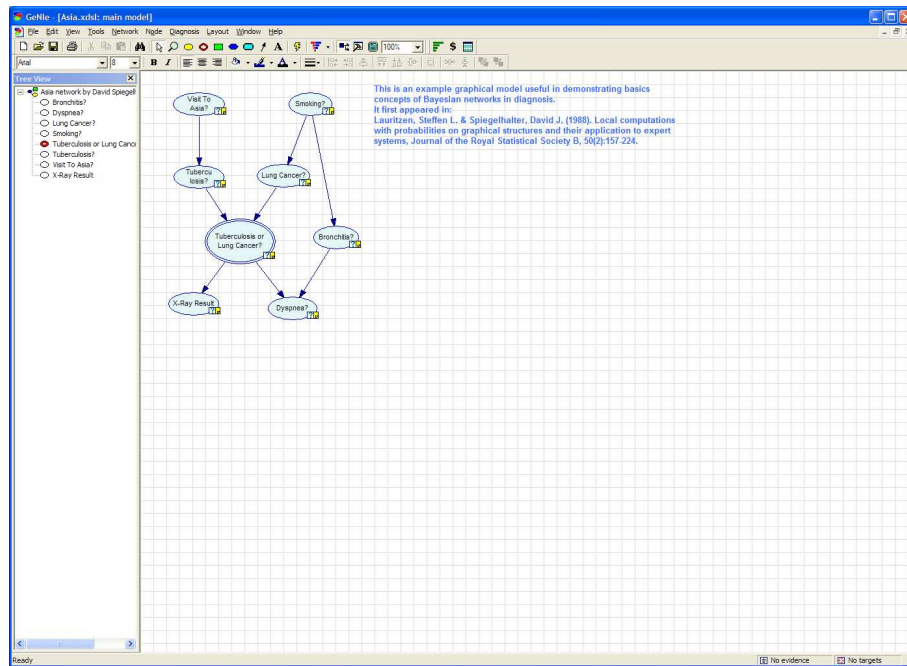 GeNIe - [Asia.xdsl: main model]
File Edit View Tools Network Node Diagnosis Layout Window Help
100%
Arial 8 B I
Tree View
Asia network by David Spiegelh
Bronchitis?
Dyspnea?
Lung Cancer?
Smoking?
Tuberculosis or Lung Canc
Tuberculosis?
Visit To Asia?
X-Ray Result
This is an example graphical model useful in demonstrating basics
concepts of Bayesian networks in diagnosis.
It first appeared in:
Lauritzen, Steffen L. & Spiegelhalter, David J. (1988). Local computations
with probabilities on graphical structures and their application to expert
systems, Journal of the Royal Statistical Society B, 50(2):157-224.
Visit To
Asia?
Smoking?
Tubercu
losis?
Lung Cancer?
Tuberculosis or
Lung Cancer?
Bronchitis?
X-Ray Result
Dyspnea?
Ready
No evidence
No targets